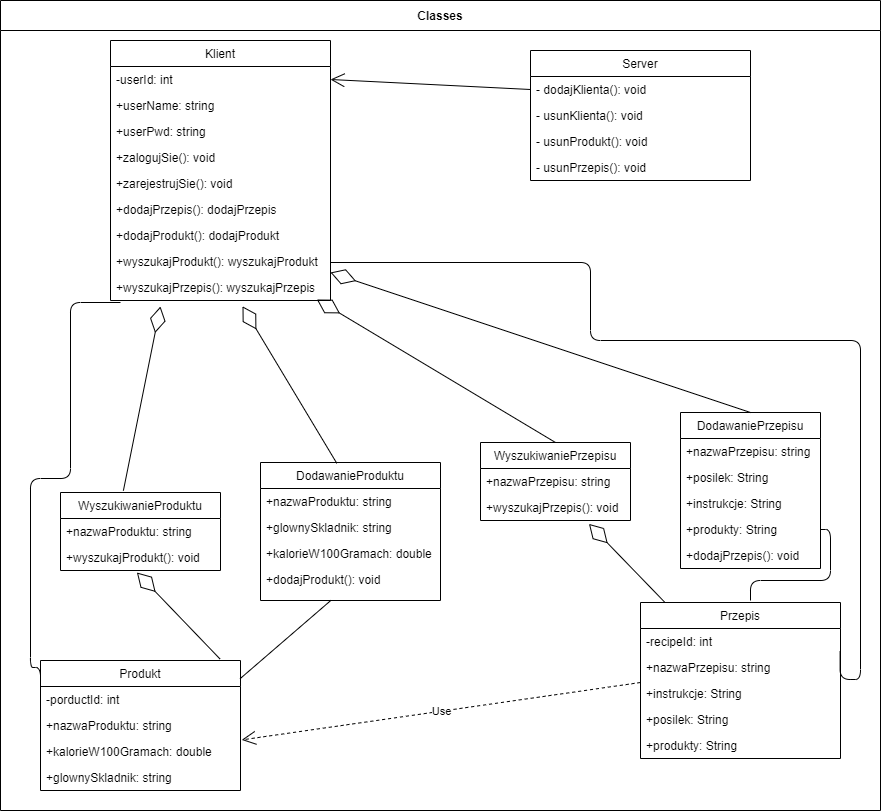 Classes
Klient
-userId: int
+userName: string
+userPwd: string
+zalogujSie(): void
+zarejestrujSie(): void
+dodajPrzepis(): dodajPrzepis
+dodajProdukt(): dodajProdukt
+wyszukajProdukt(): wyszukajProdukt
+wyszukajPrzepis(): wyszukajPrzepis
Server
- dodajKlienta(): void
- usunKlienta(): void
- usunProdukt(): void
- usunPrzepis(): void
WyszukiwanieProduktu
+nazwaProduktu: string
+wyszukajProdukt(): void
DodawanieProduktu
+nazwaProduktu: string
+glownySkladnik: string
+kalorieW100Gramach: double
+dodajProdukt(): void
WyszukiwaniePrzepisu
+nazwaPrzepisu: string
+wyszukajPrzepis(): void
DodawaniePrzepisu
+nazwaPrzepisu: string
+posilek: String
+instrukcje: String
+produkty: String
+dodajPrzepis(): void
Produkt
-porductId: int
+nazwaProduktu: string
+kalorieW100Gramach: double
+glownySkladnik: string
Use
Przepis
-recipeId: int
+nazwaPrzepisu: string
+instrukcje: String
+posilek: String
+produkty: String